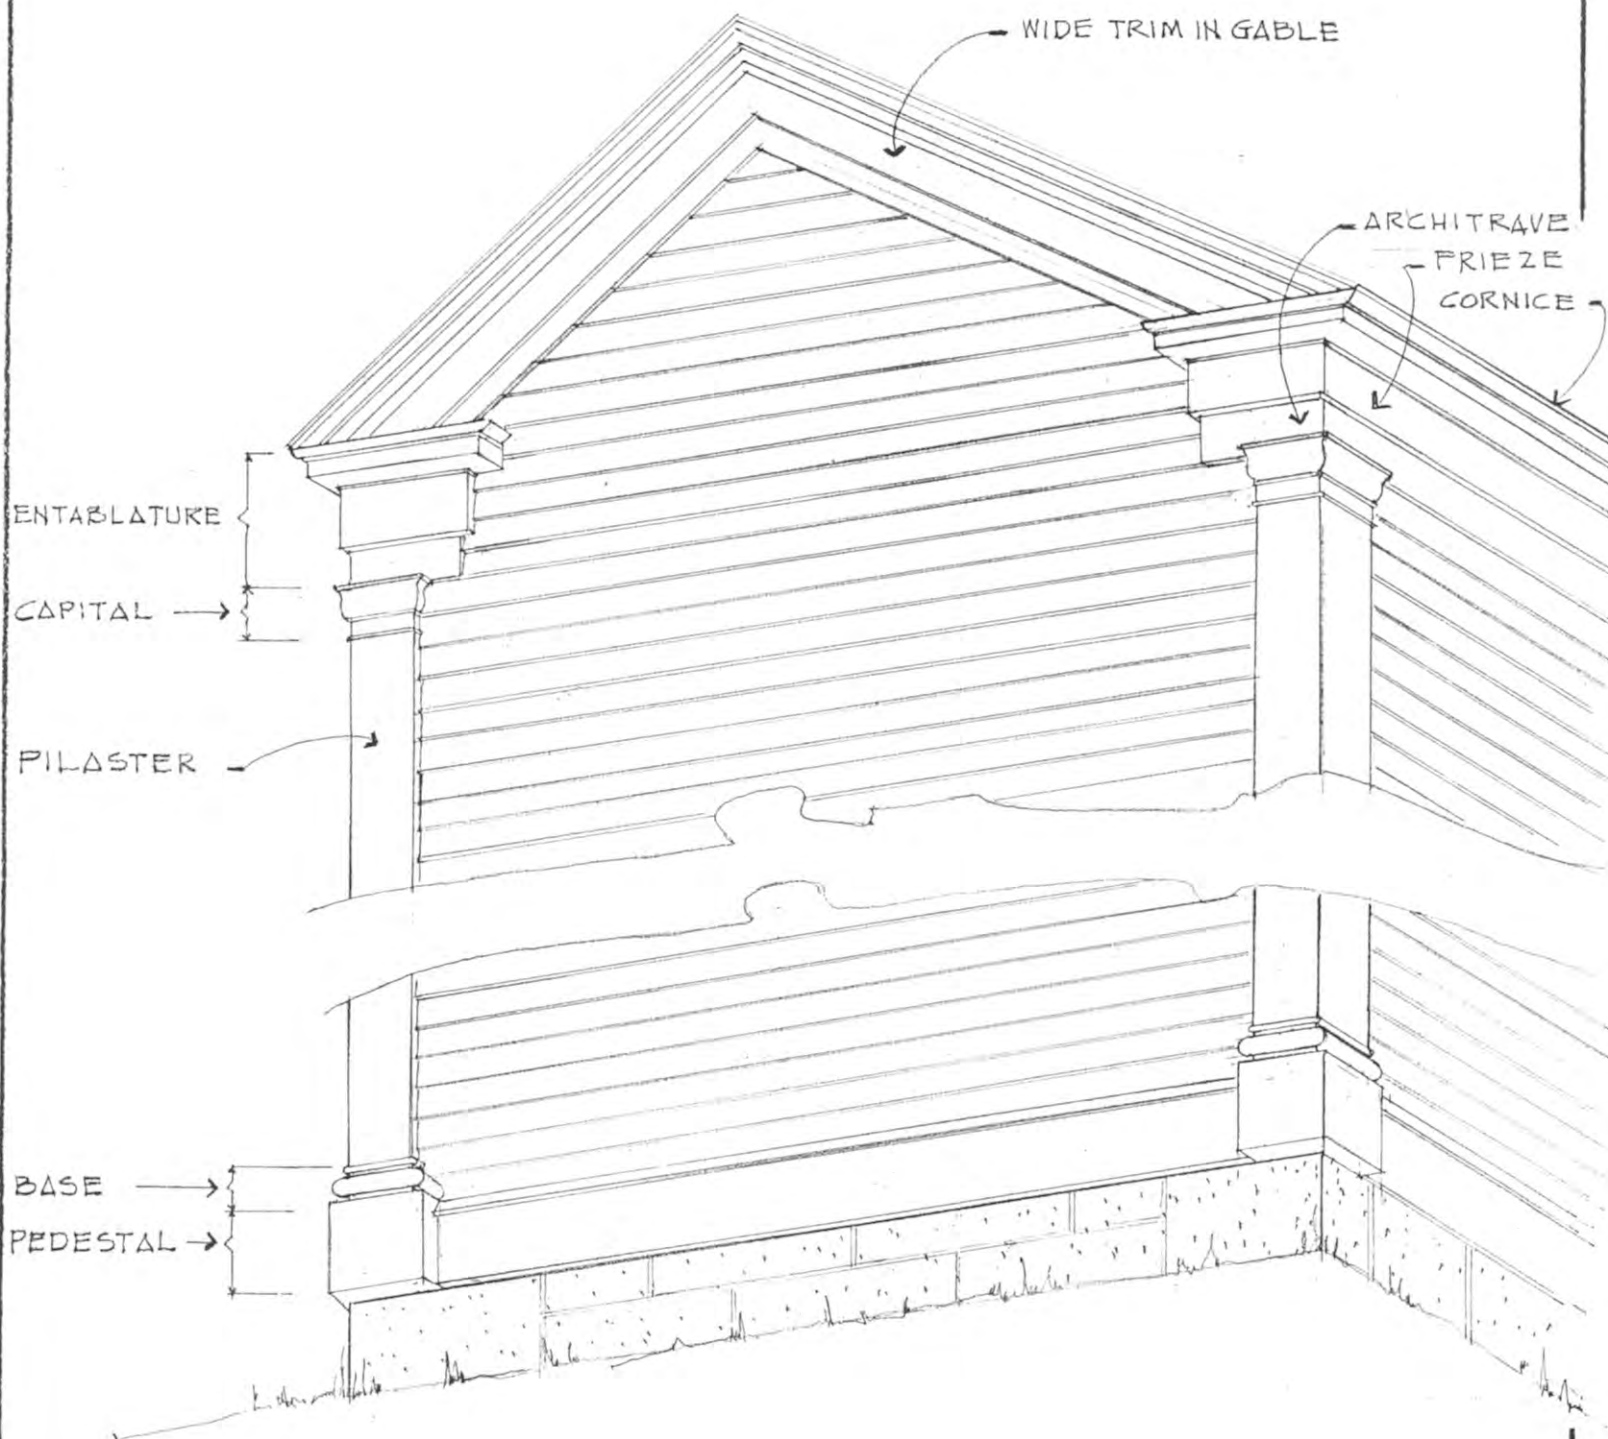 WIDE TRIM IN GABLE
ARCHITRAVE
FRIEZE
CORNICE
ENTABLATURE
CAPITAL
PILASTER
BASE
PEDESTAL